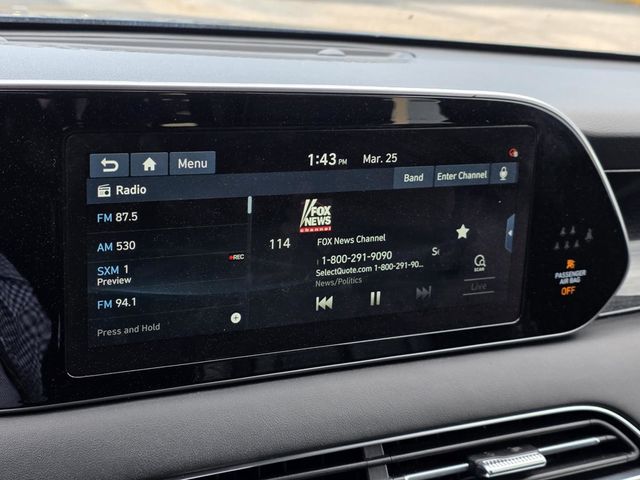 Menu
1:43 PM Mar. 25
Radio
Band Enter Channel
FM 87.5
AM 530
SXM 1
Preview
FM 94.1
Press and Hold
REC
FOX
NEWS
channel
114
FOX News Channel
1-800-291-9090
SelectQuote.com 1-800-291-90...
News/Politics
SCAN
Live
PASSENGER
AIR BAG
OFF